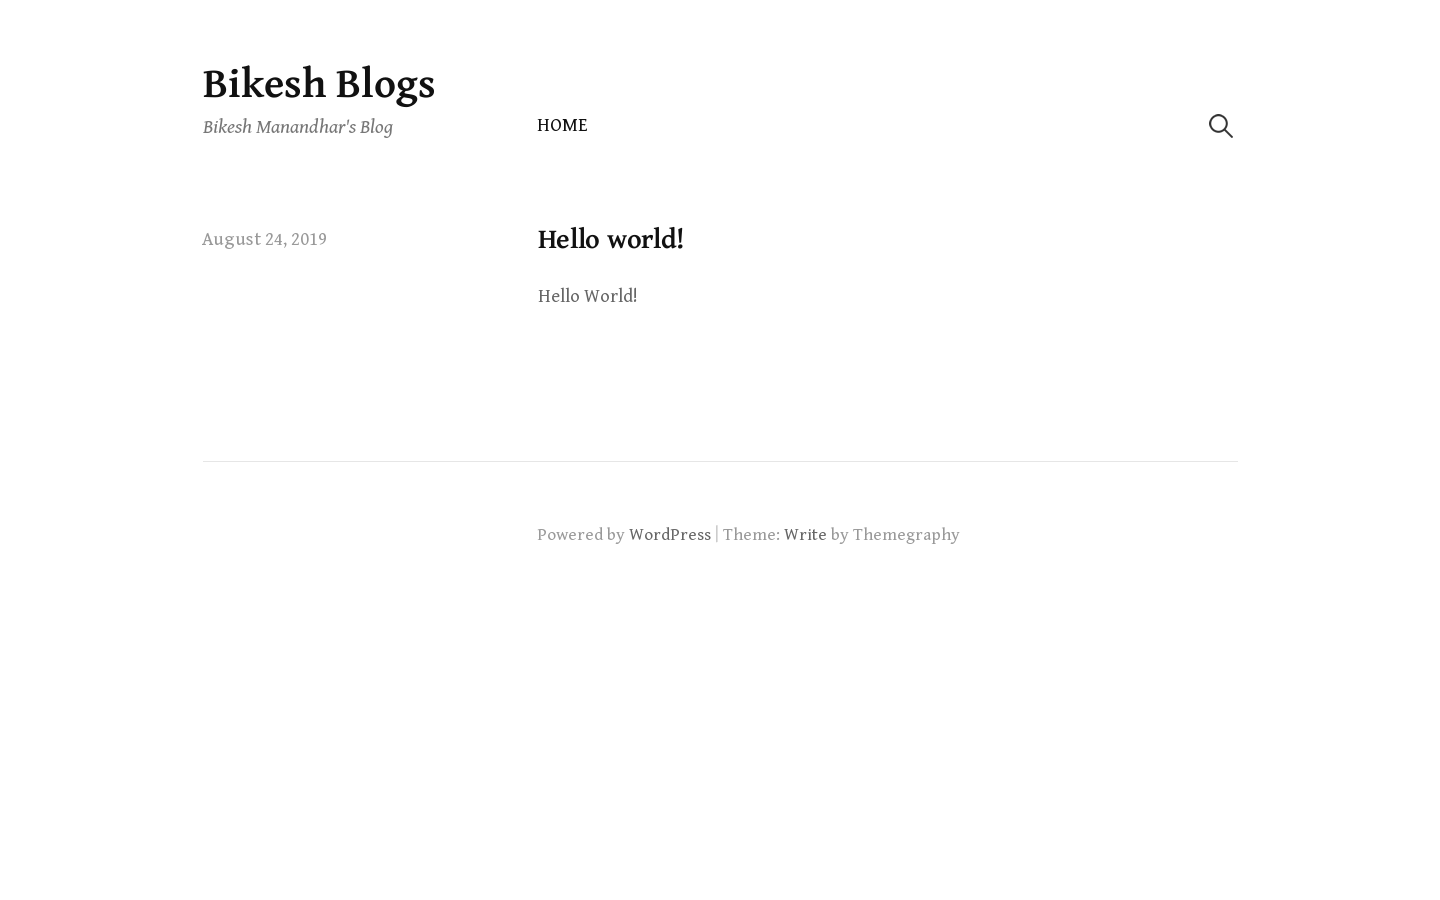 Bikesh Blogs
Bikesh Manandhar's Blog
HOME
August 24, 2019
Hello world!
Hello World!
Powered by WordPress | Theme: Write by Themegraphy